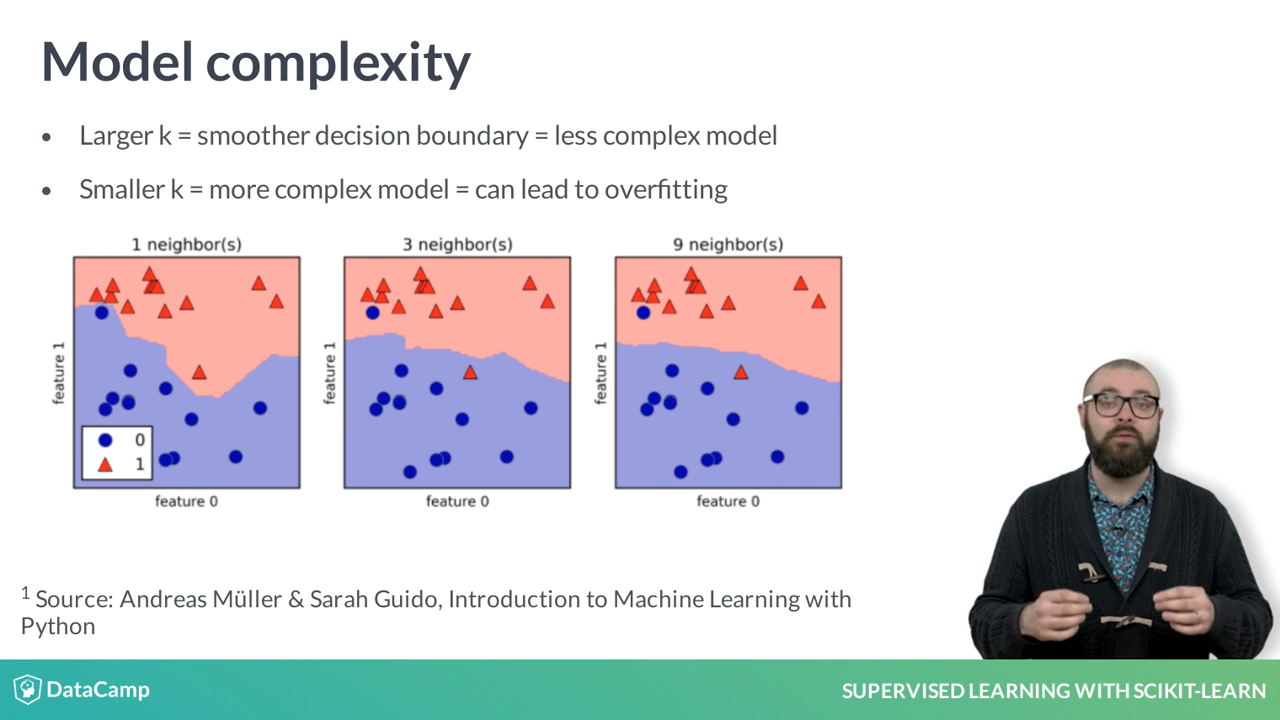 Model complexity
• Larger k = smoother decision boundary = less complex model
• Smaller k = more complex model = can lead to overfitting
1 neighbor(s)
3 neighbor(s)
9 neighbor(s)
feature 1
feature 1
feature 1
0
1
feature 0
feature 0
feature 0
1 Source: Andreas Müller & Sarah Guido, Introduction to Machine Learning with
Python
DataCamp
SUPERVISED LEARNING WITH SCIKIT-LEARN